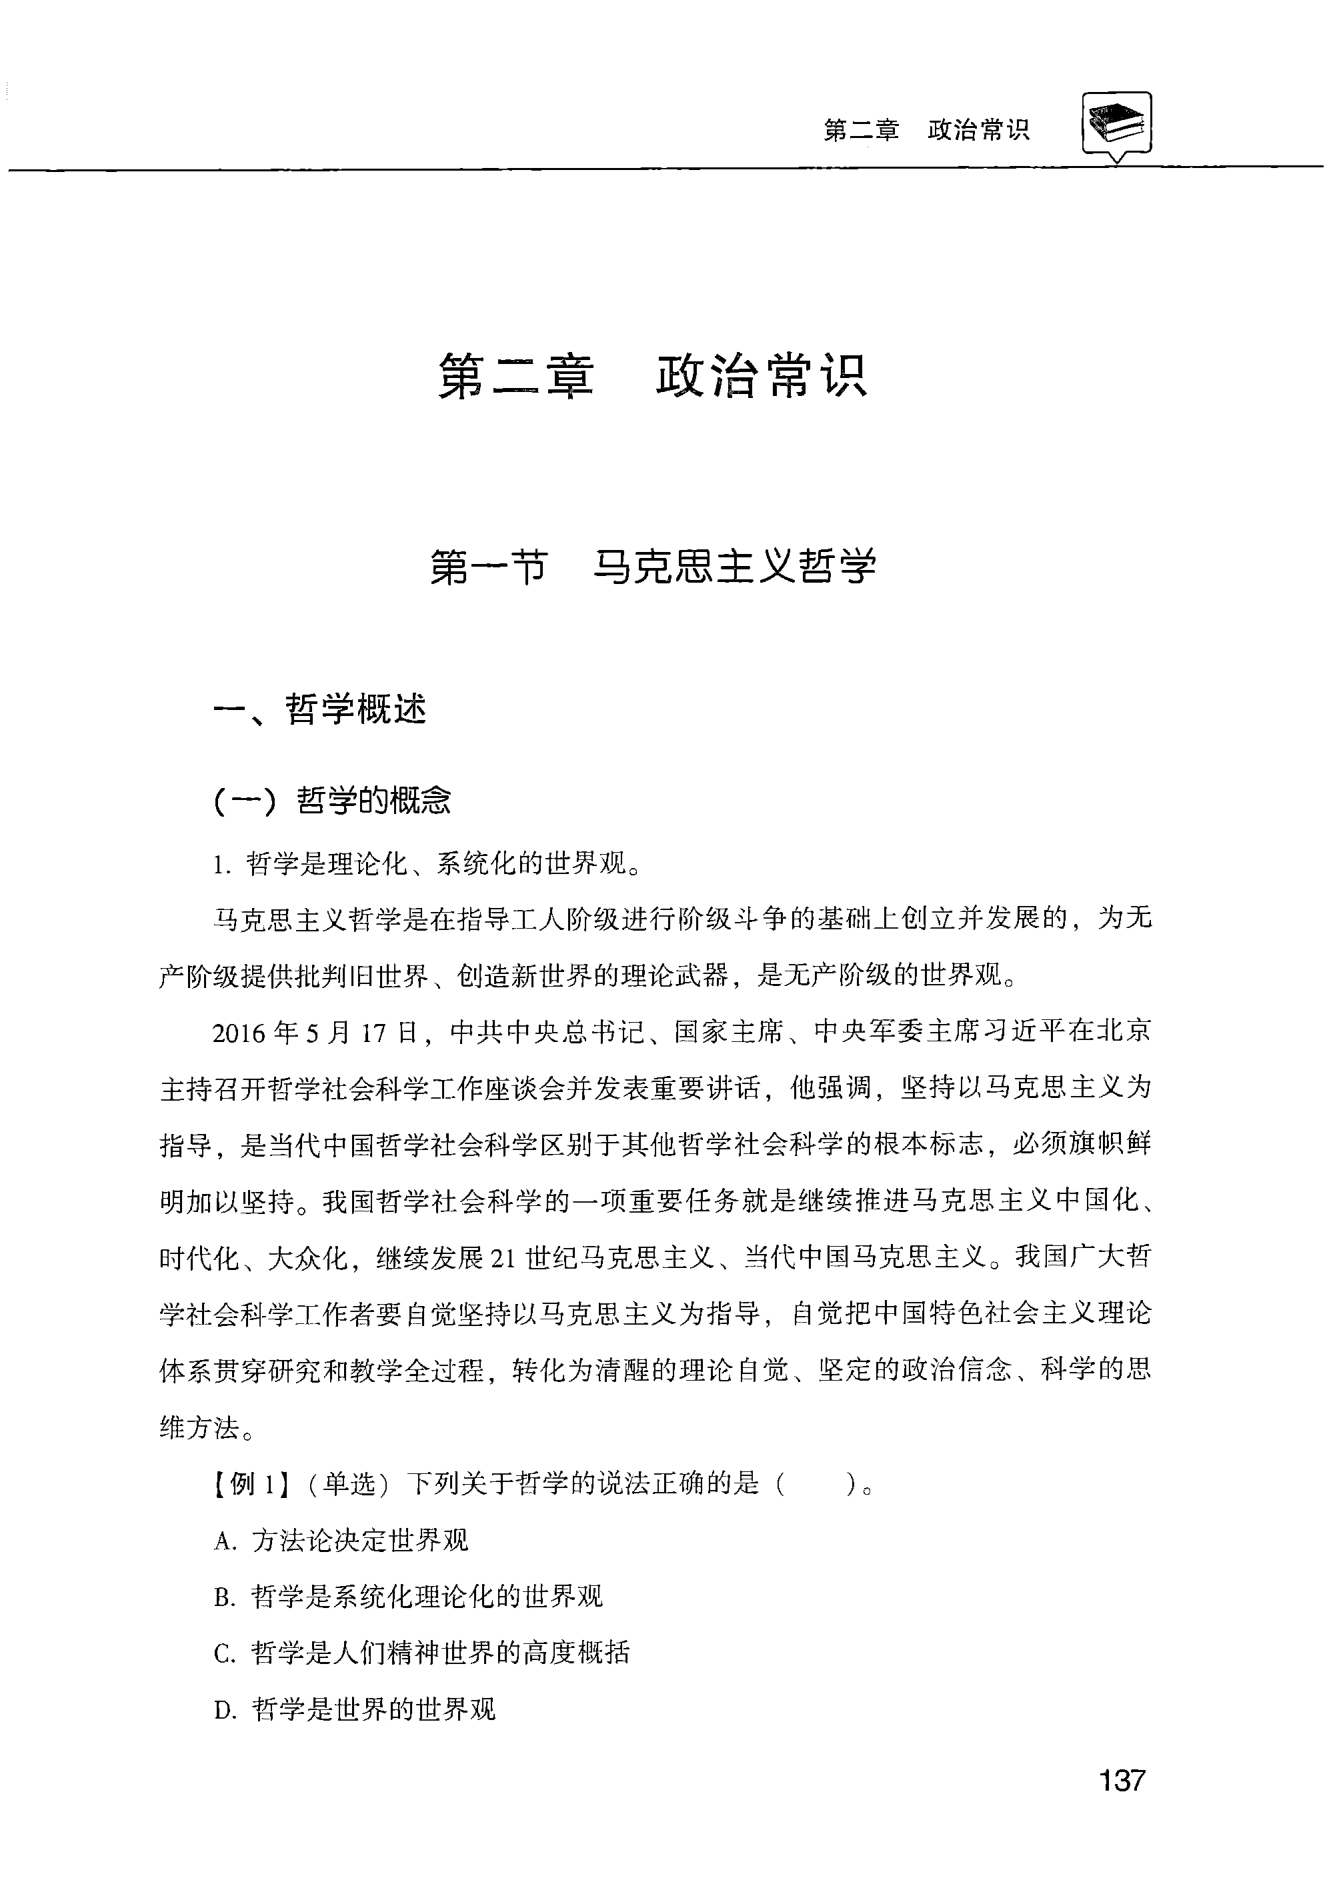 第二章 政治常识
第二章 政治常识
第一节 马克思主义哲学
一、哲学概述
(一) 哲学的概念
1. 哲学是理论化、系统化的世界观。
马克思主义哲学是在指导工人阶级进行阶级斗争的基础上创立并发展的，为无
产阶级提供批判旧世界、创造新世界的理论武器，是无产阶级的世界观。
2016 年 5 月 17 日，中共中央总书记、国家主席、中央军委主席习近平在北京
主持召开哲学社会科学工作座谈会并发表重要讲话，他强调，坚持以马克思主义为
指导，是当代中国哲学社会科学区别于其他哲学社会科学的根本标志，必须旗帜鲜
明加以坚持。我国哲学社会科学的一项重要任务就是继续推进马克思主义中国化、
时代化、大众化，继续发展 21 世纪马克思主义、当代中国马克思主义。我国广大哲
学社会科学工作者要自觉坚持以马克思主义为指导，自觉把中国特色社会主义理论
体系贯穿研究和教学全过程，转化为清醒的理论自觉、坚定的政治信念、科学的思
维方法。
【例 1】(单选) 下列关于哲学的说法正确的是 (　　)。
A. 方法论决定世界观
B. 哲学是系统化理论化的世界观
C. 哲学是人们精神世界的高度概括
D. 哲学是世界的世界观
137